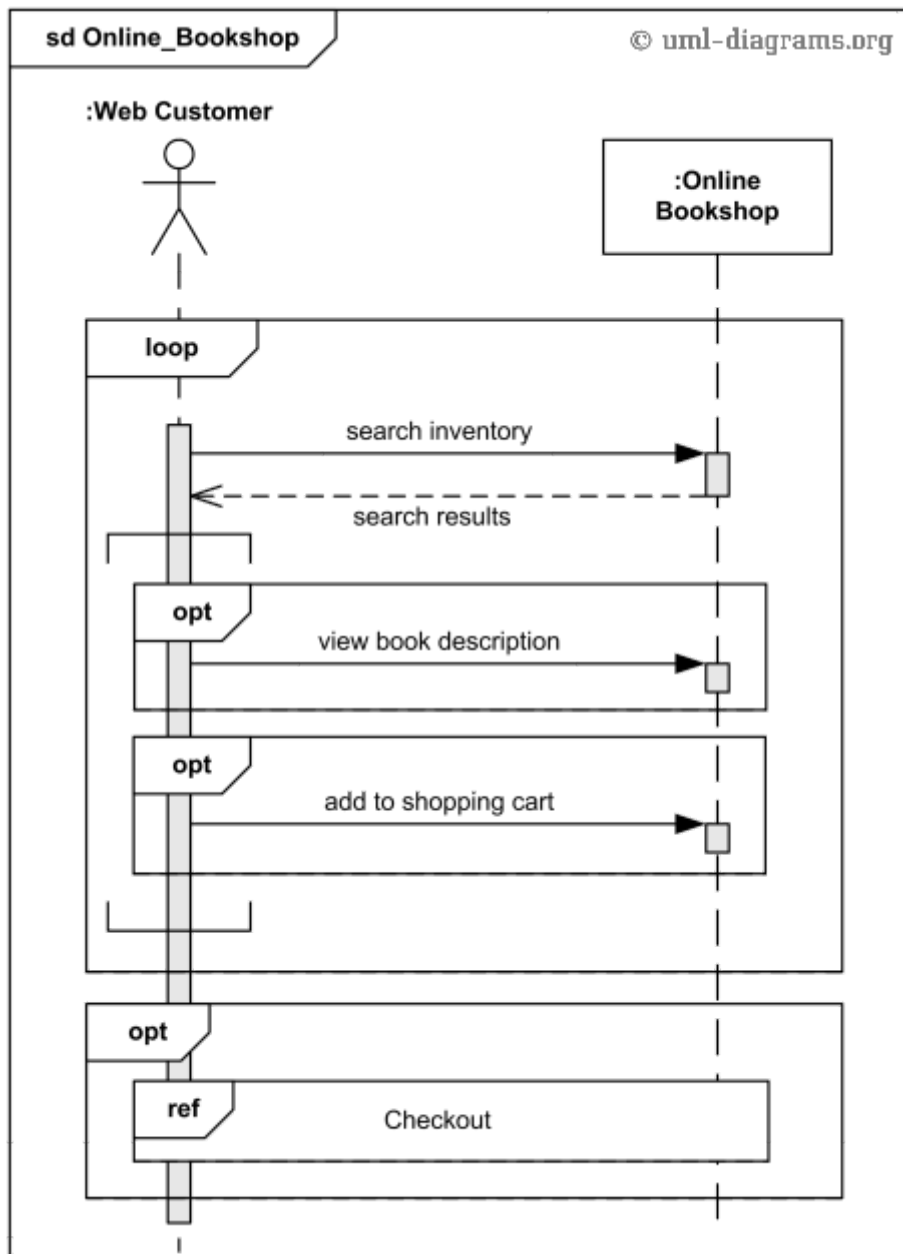 sd Online_Bookshop
© uml-diagrams.org
:Web Customer
:Online
Bookshop
loop
search inventory
search results
opt
view book description
opt
add to shopping cart
opt
ref
Checkout